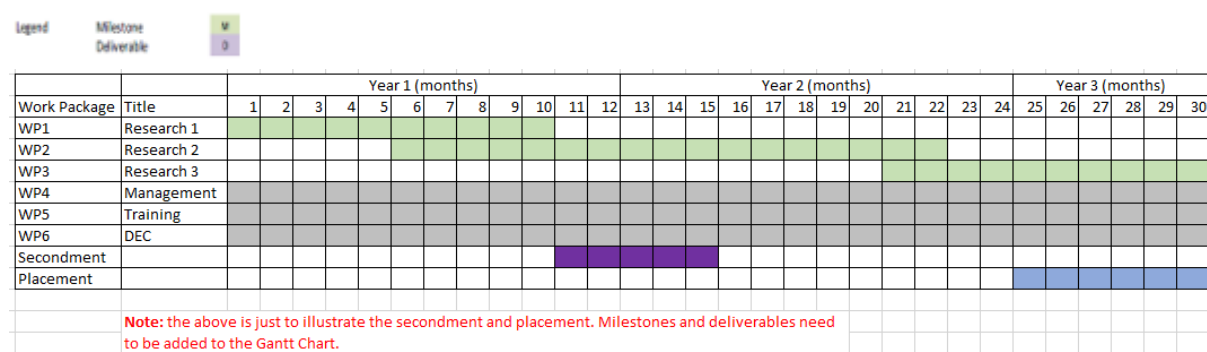 Legend Milestone M
Deliverable D
Year 1 (months) Year 2 (months) Year 3 (months)
Work Package Title 1 2 3 4 5 6 7 8 9 10 11 12 13 14 15 16 17 18 19 20 21 22 23 24 25 26 27 28 29 30
WP1 Research 1
WP2 Research 2
WP3 Research 3
WP4 Management
WP5 Training
WP6 DEC
Secondment
Placement
Note: the above is just to illustrate the secondment and placement. Milestones and deliverables need
to be added to the Gantt Chart.